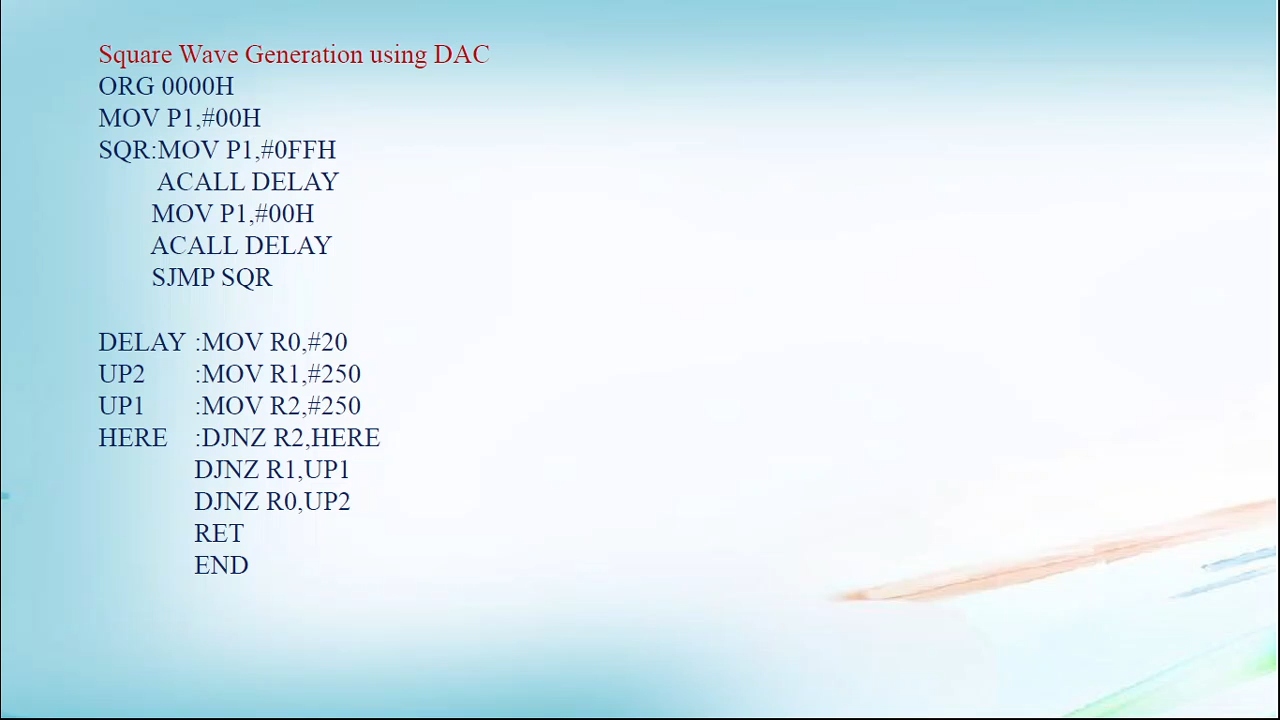 Square Wave Generation using DAC
ORG 0000H
MOV P1,#00H
SQR:MOV P1,#0FFH
ACALL DELAY
MOV P1,#00H
ACALL DELAY
SJMP SQR
DELAY :MOV R0,#20
UP2 :MOV R1,#250
UP1 :MOV R2,#250
HERE :DJNZ R2,HERE
DJNZ R1,UP1
DJNZ R0,UP2
RET
END